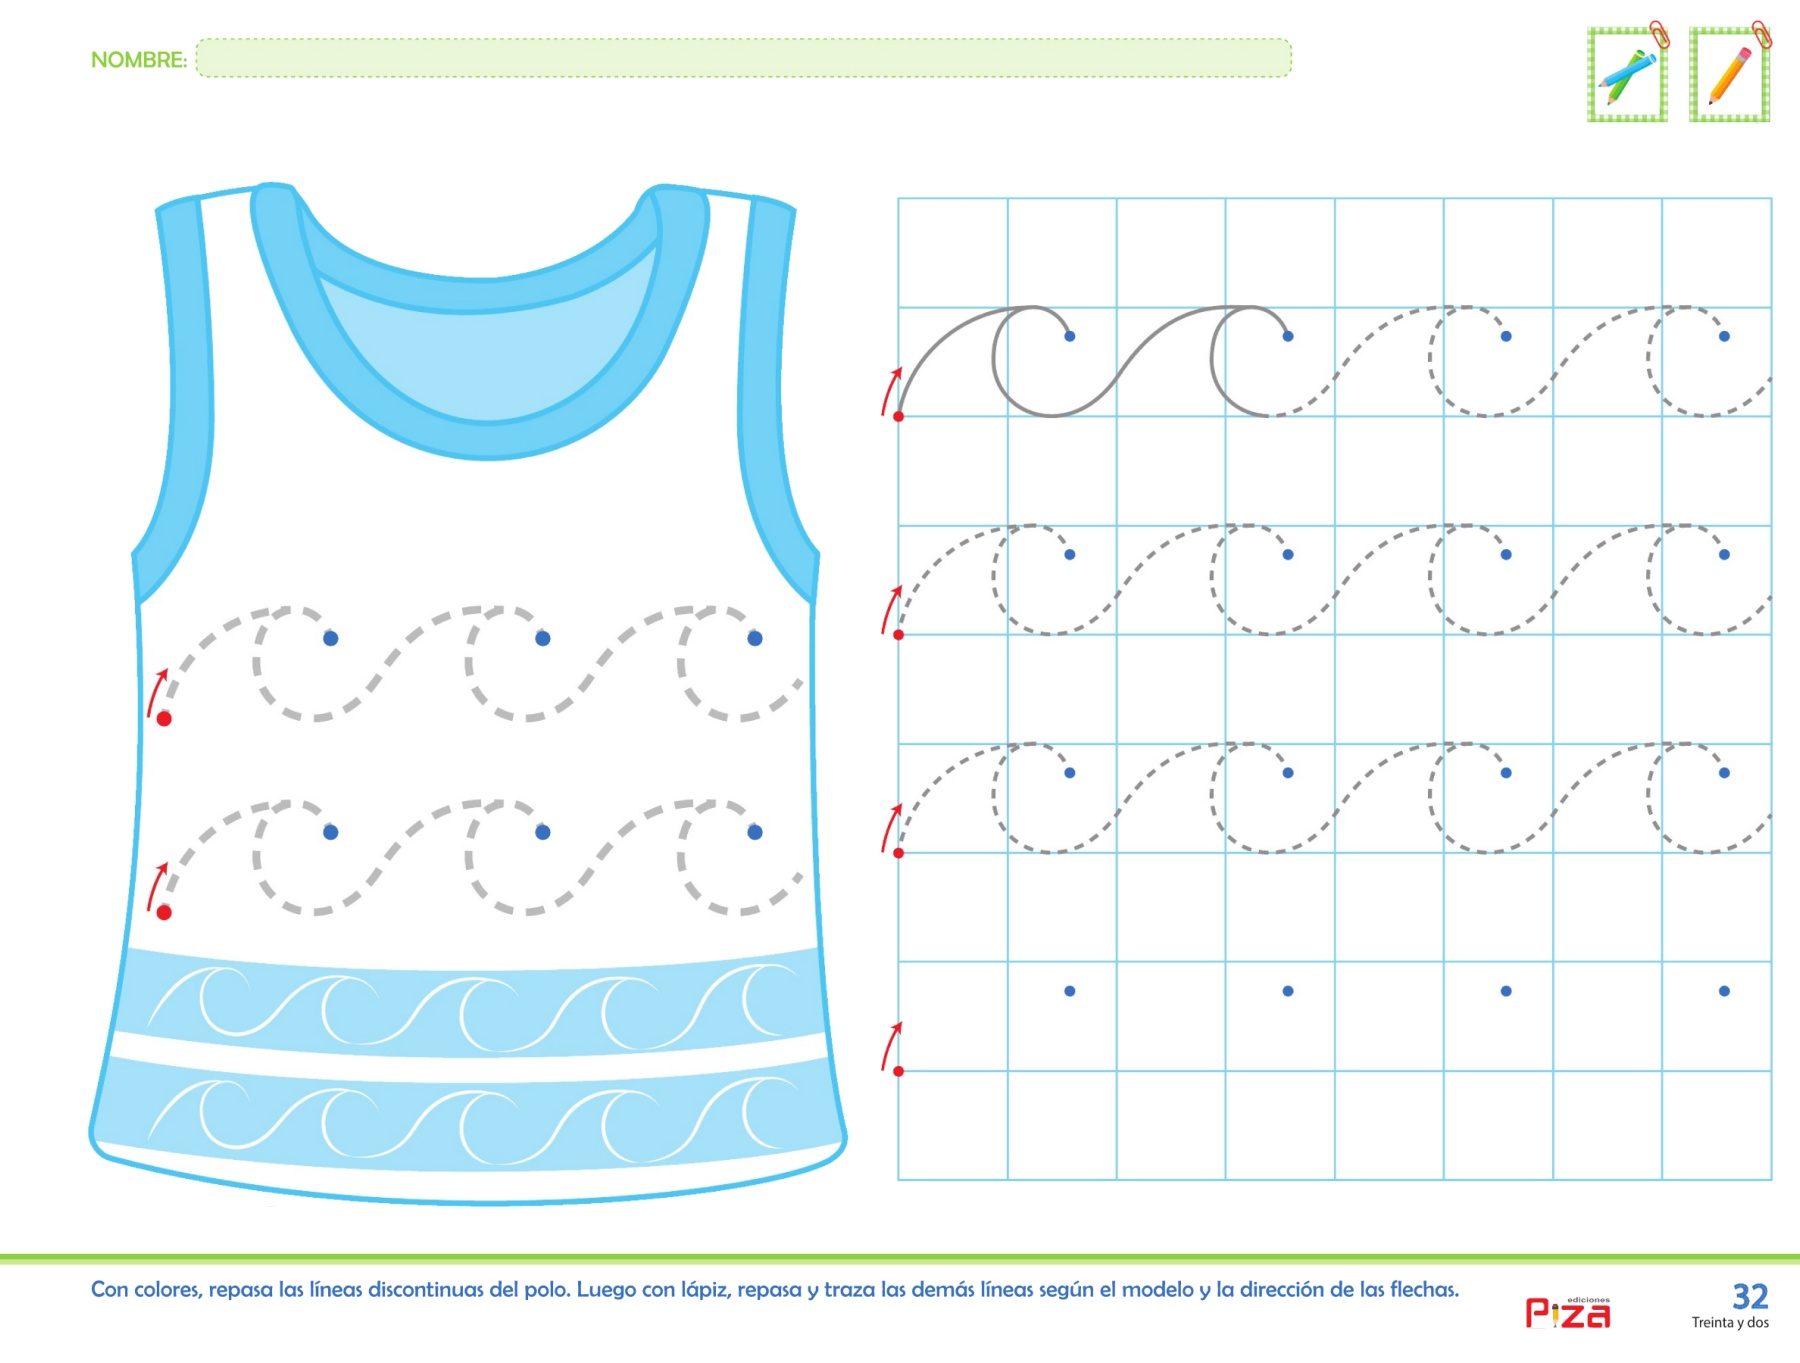 NOMBRE:
Con colores, repasa las líneas discontinuas del polo. Luego con lápiz, repasa y traza las demás líneas según el modelo y la dirección de las flechas.
ediciones
Piza
32
Treinta y dos